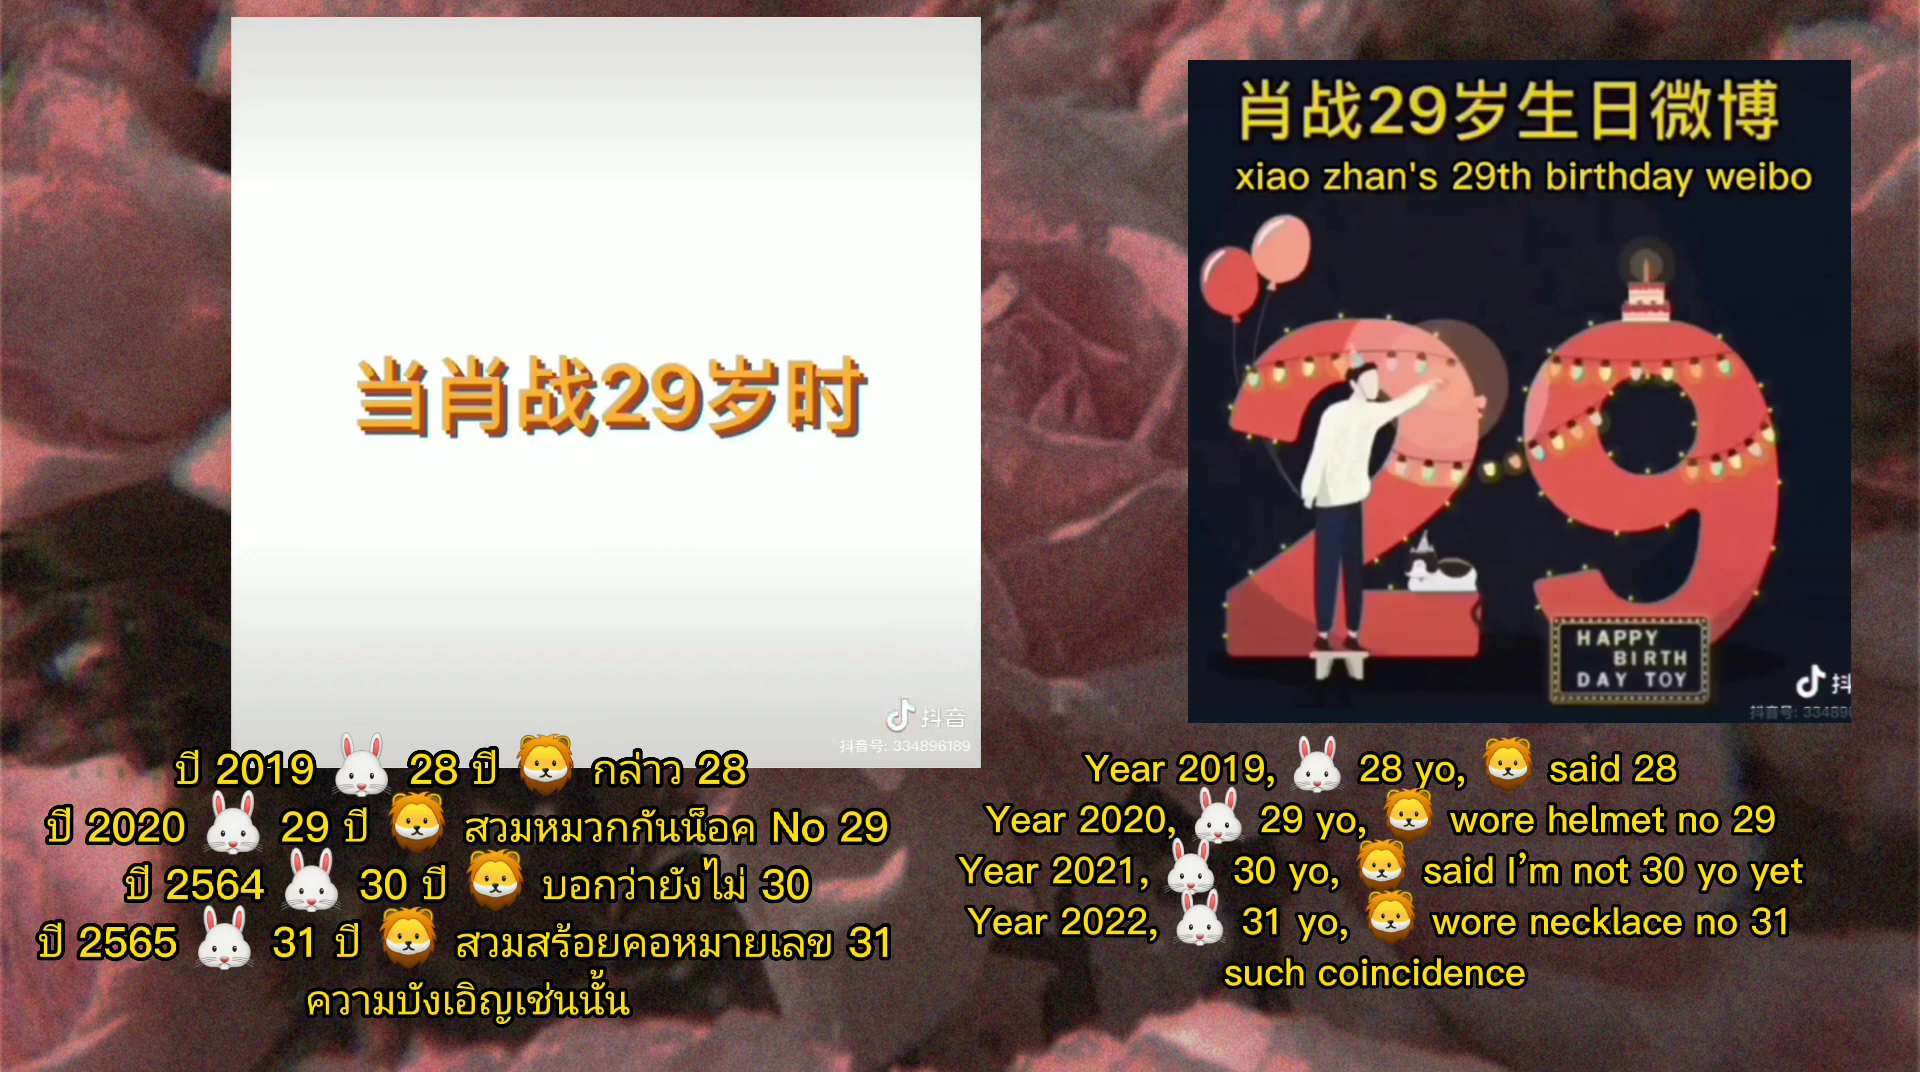 当肖战29岁时
抖音
抖音号: 334896189
肖战29岁生日微博
xiao zhan's 29th birthday weibo
HAPPY
BIRTH
DAY TOY
抖
抖音号: 33489
ปี 2019 🐰 28 ปี 🦁 กล่าว 28
ปี 2020 🐰 29 ปี 🦁 สวมหมวกกันน็อค No 29
ปี 2564 🐰 30 ปี 🦁 บอกว่ายังไม่ 30
ปี 2565 🐰 31 ปี 🦁 สวมสร้อยคอหมายเลข 31
ความบังเอิญเช่นนั้น
Year 2019, 🐰 28 yo, 🦁 said 28
Year 2020, 🐰 29 yo, 🦁 wore helmet no 29
Year 2021, 🐰 30 yo, 🦁 said I’m not 30 yo yet
Year 2022, 🐰 31 yo, 🦁 wore necklace no 31
such coincidence